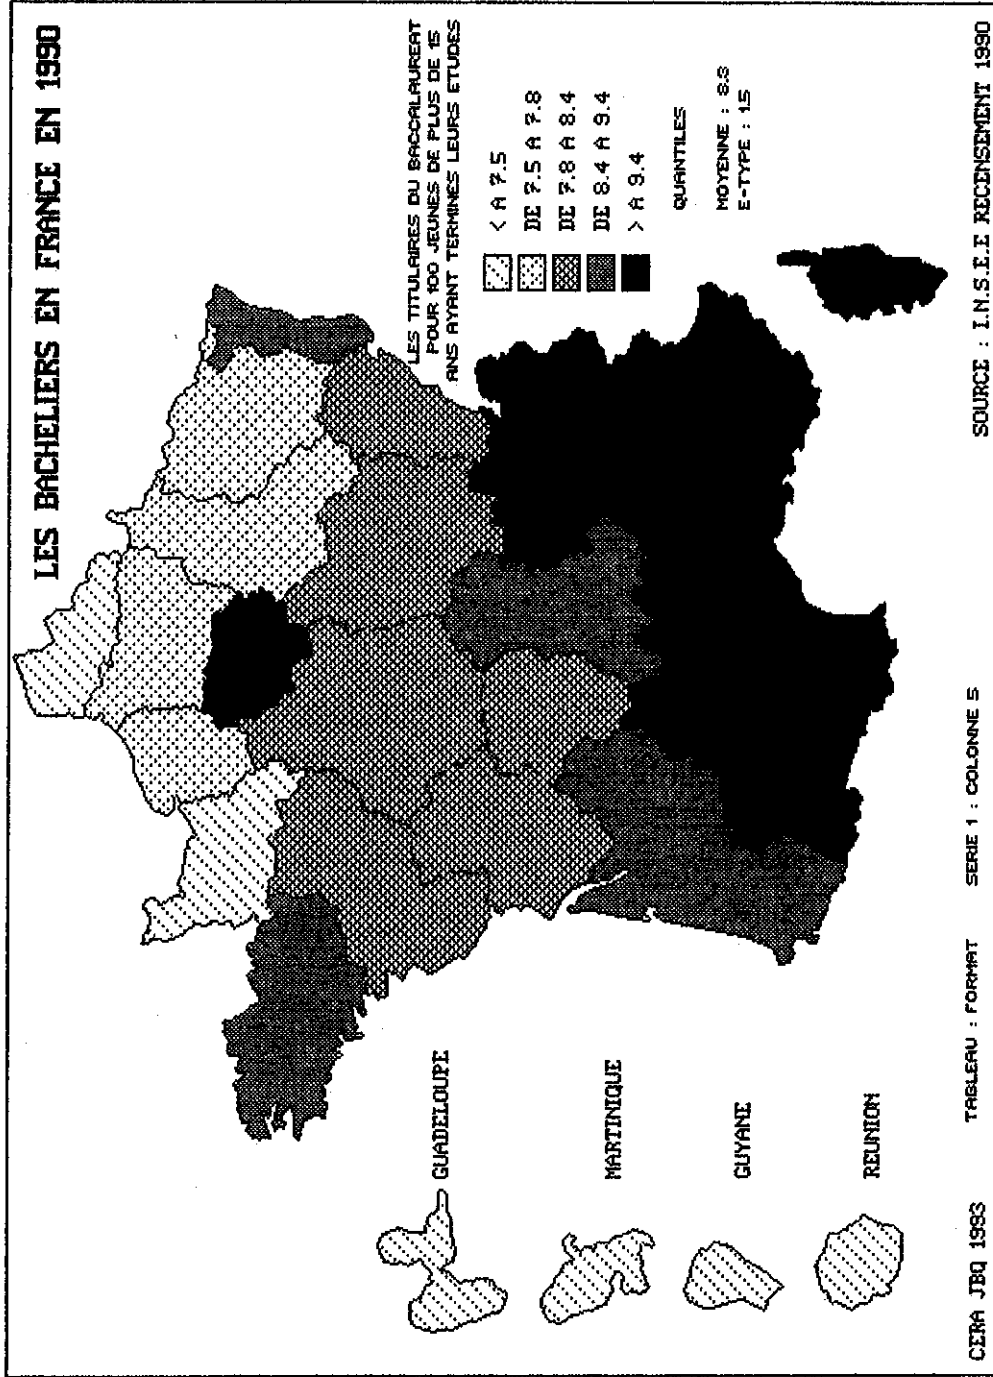 LES BACHELIERS EN FRANCE EN 1990
LES TITULAIRES DU BACCALAUREAT
POUR 100 JEUNES DE PLUS DE 15
ANS AYANT TERMINES LEURS ETUDES
< A 7.5
DE 7.5 A 7.8
DE 7.8 A 8.4
DE 8.4 A 9.4
> A 9.4
QUANTILES
MOYENNE : 8.3
E-TYPE : 1.5
GUADELOUPE
MARTINIQUE
GUYANE
REUNION
CERA JBQ 1993
TABLEAU : FORMAT
SERIE 1 : COLONNE 5
SOURCE : I.N.S.E.E RECENSEMENT 1990